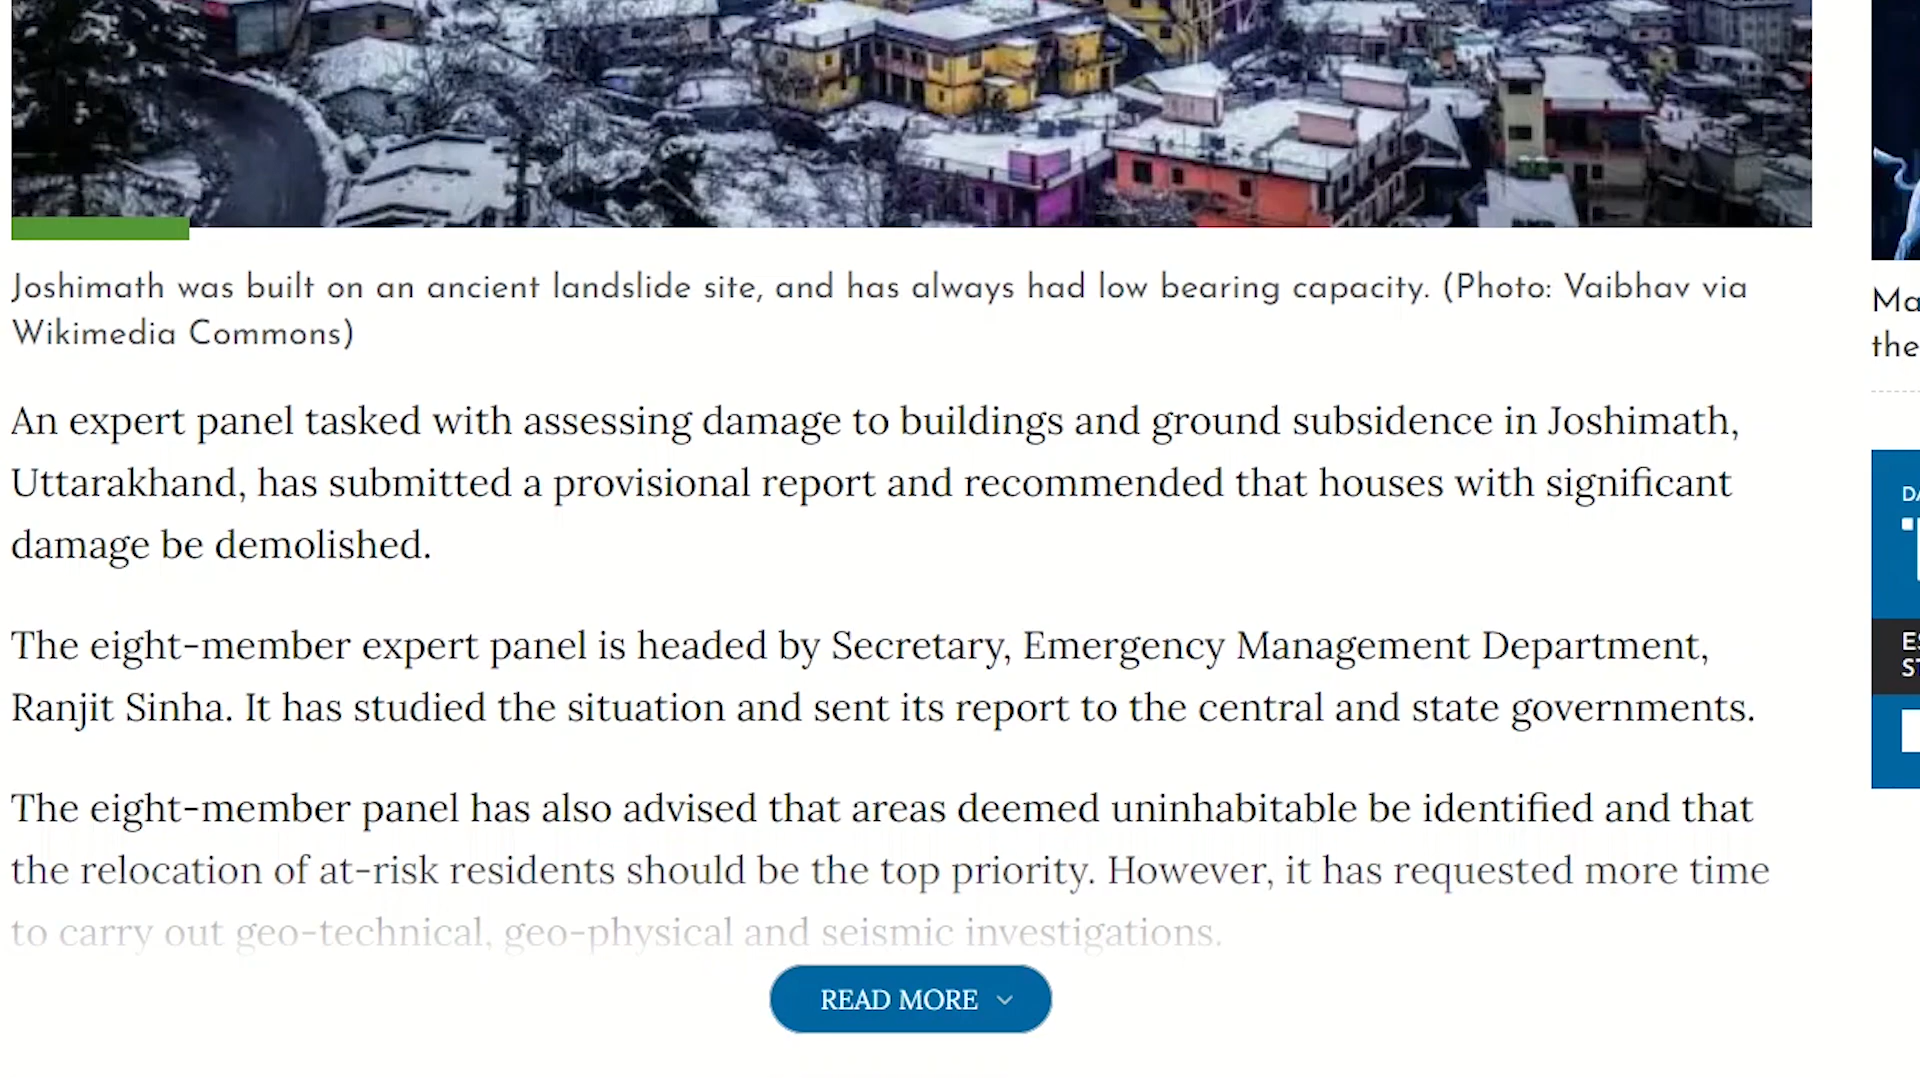 Joshimath was built on an ancient landslide site, and has always had low bearing capacity. (Photo: Vaibhav via
Wikimedia Commons)
An expert panel tasked with assessing damage to buildings and ground subsidence in Joshimath,
Uttarakhand, has submitted a provisional report and recommended that houses with significant
damage be demolished.
The eight-member expert panel is headed by Secretary, Emergency Management Department,
Ranjit Sinha. It has studied the situation and sent its report to the central and state governments.
The eight-member panel has also advised that areas deemed uninhabitable be identified and that
the relocation of at-risk residents should be the top priority. However, it has requested more time
to carry out geo-technical, geo-physical and seismic investigations.
READ MORE
the